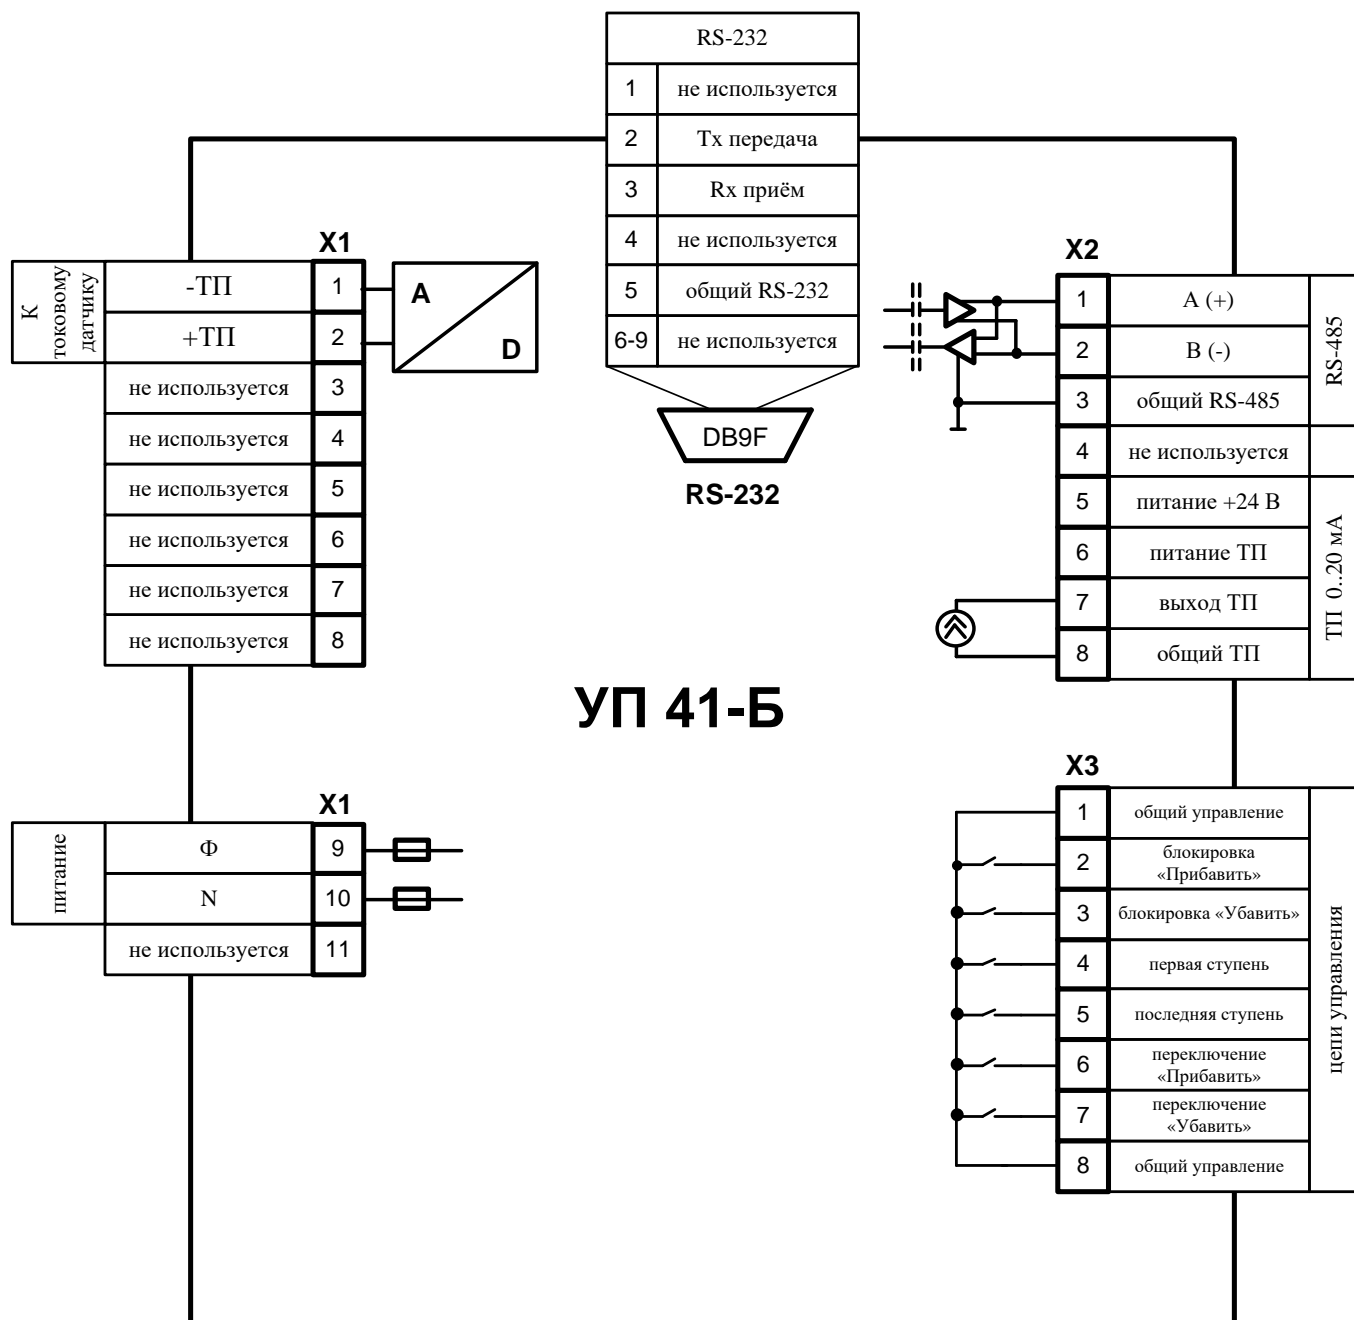 RS-232
1 не используется
2 Tx передача
3 Rx приём
4 не используется
5 общий RS-232
6-9 не используется
DB9F
RS-232
X1
К
токовому
датчику
-ТП 1
+ТП 2
не используется 3
не используется 4
не используется 5
не используется 6
не используется 7
не используется 8
A
D
X2
1 A (+)
2 B (-)
3 общий RS-485
4 не используется
5 питание +24 В
6 питание ТП
7 выход ТП
8 общий ТП
RS-485
ТП 0..20 мА
УП 41-Б
X1
питание
Ф 9
N 10
не используется 11
X3
1 общий управление
2 блокировка
«Прибавить»
3 блокировка «Убавить»
4 первая ступень
5 последняя ступень
6 переключение
«Прибавить»
7 переключение
«Убавить»
8 общий управление
цепи управления